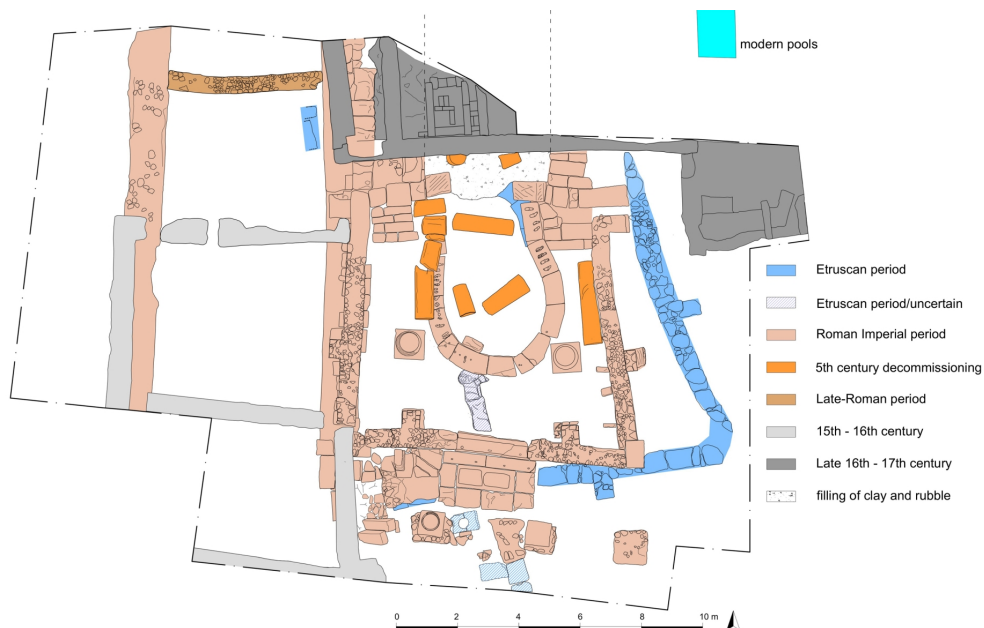 modern pools
Etruscan period
Etruscan period/uncertain
Roman Imperial period
5th century decommissioning
Late-Roman period
15th - 16th century
Late 16th - 17th century
filling of clay and rubble
0 2 4 6 8 10 m